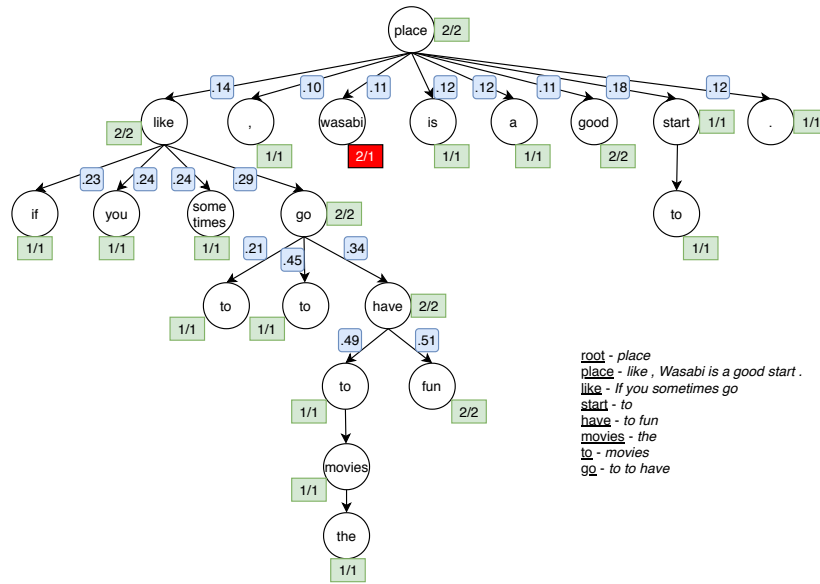 place 2/2
.14 .10 .11 .12 .12 .11 .18 .12
like , wasabi is a good start .
2/2 1/1 2/1 1/1 1/1 2/2 1/1 1/1
.23 .24 .24 .29
if you some times go 2/2 to
1/1 1/1 1/1 1/1
.21 .45 .34
to to have 2/2
1/1 1/1
.49 .51
to fun
1/1 2/2
movies
1/1
the
1/1
root - place
place - like , Wasabi is a good start .
like - If you sometimes go
start - to
have - to fun
movies - the
to - movies
go - to to have